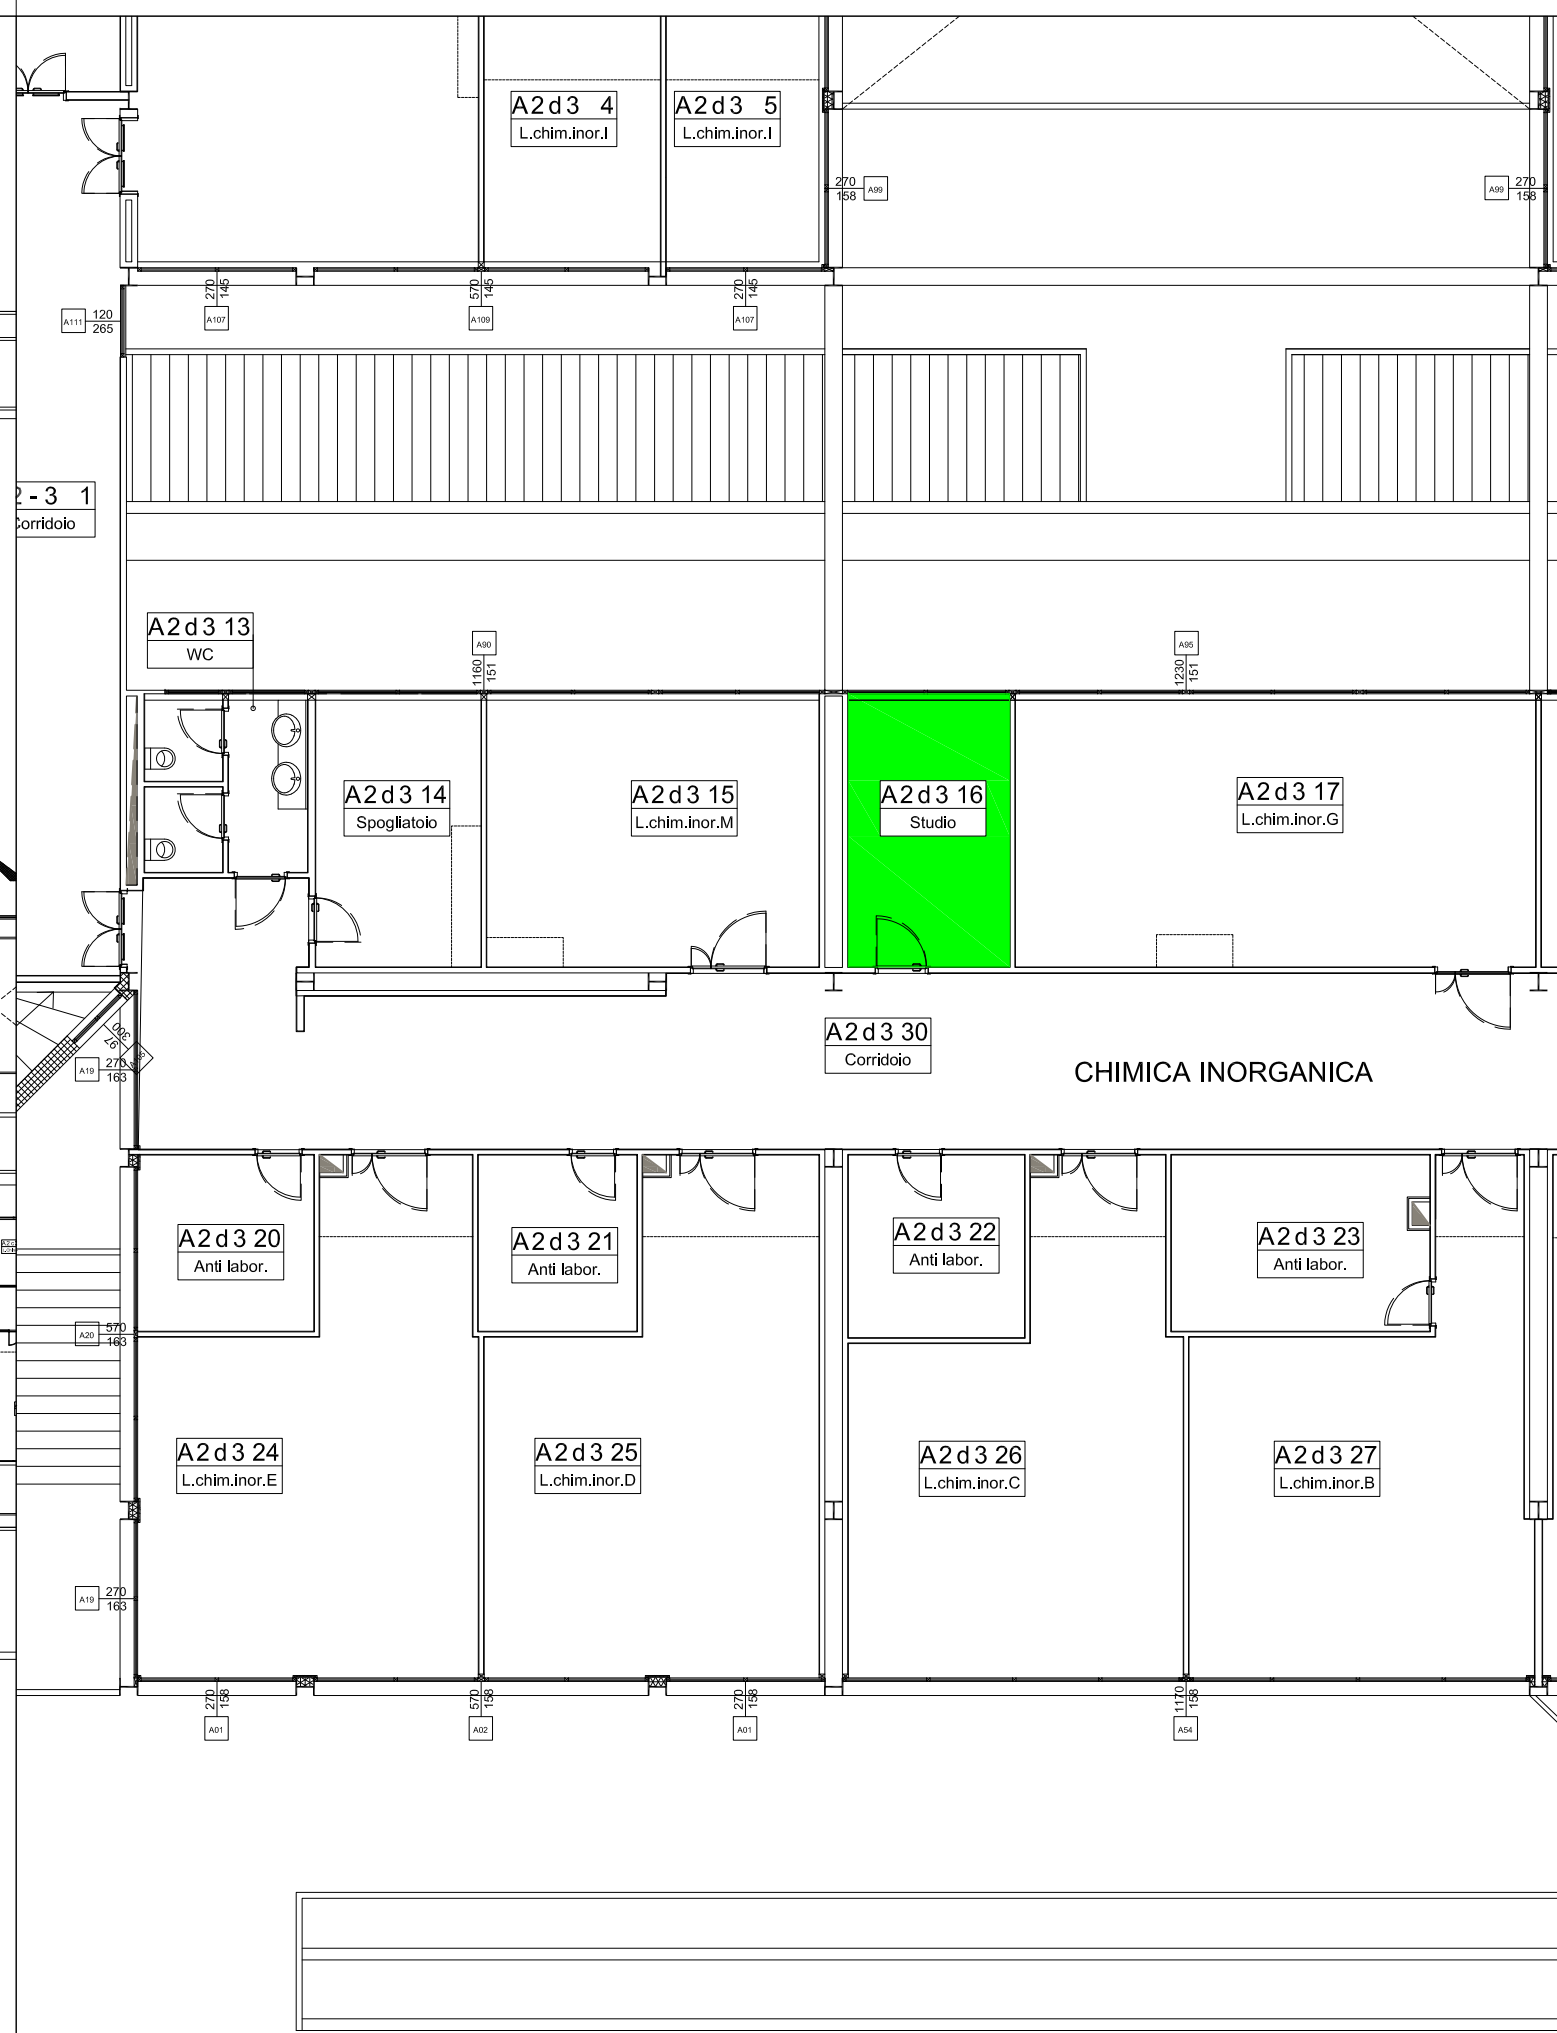 A2d3 4
L.chim.inor.I
A2d3 5
L.chim.inor.I
270
158
A99
A99
270
158
270
145
A107
570
145
A109
270
145
A107
A111
120
265
2-3 1
Corridoio
A2d3 13
WC
A90
1160
151
A95
1230
151
A2d3 14
Spogliatoio
A2d3 15
L.chim.inor.M
A2d3 16
Studio
A2d3 17
L.chim.inor.G
A2d3 30
Corridoio
CHIMICA INORGANICA
300
97
A19
270
163
A2d3 20
Anti labor.
A2d3 21
Anti labor.
A2d3 22
Anti labor.
A2d3 23
Anti labor.
A20
570
163
A2d3 24
L.chim.inor.E
A2d3 25
L.chim.inor.D
A2d3 26
L.chim.inor.C
A2d3 27
L.chim.inor.B
A19
270
163
270
158
A01
570
158
A02
270
158
A01
1170
158
A54